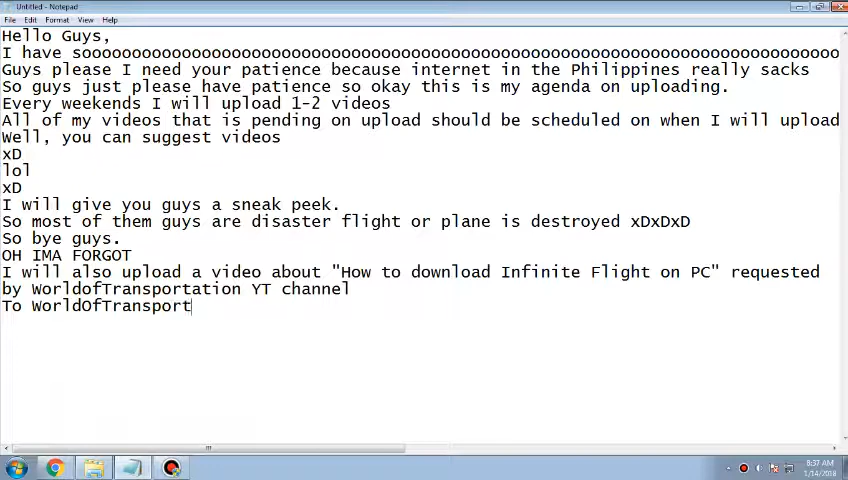 Untitled - Notepad
File Edit Format View Help
Hello Guys,
I have soooooooooooooooooooooooooooooooooooooooooooooooooooooooooooooooooooooooooooo
Guys please I need your patience because internet in the Philippines really sacks
So guys just please have patience so okay this is my agenda on uploading.
Every weekends I will upload 1-2 videos
All of my videos that is pending on upload should be scheduled on when I will upload
Well, you can suggest videos
xD
lol
xD
I will give you guys a sneak peek.
So most of them guys are disaster flight or plane is destroyed xDxDxD
So bye guys.
OH IMA FORGOT
I will also upload a video about "How to download Infinite Flight on PC" requested
by WorldofTransportation YT channel
To WorldOfTransport
8:37 AM
1/14/2018